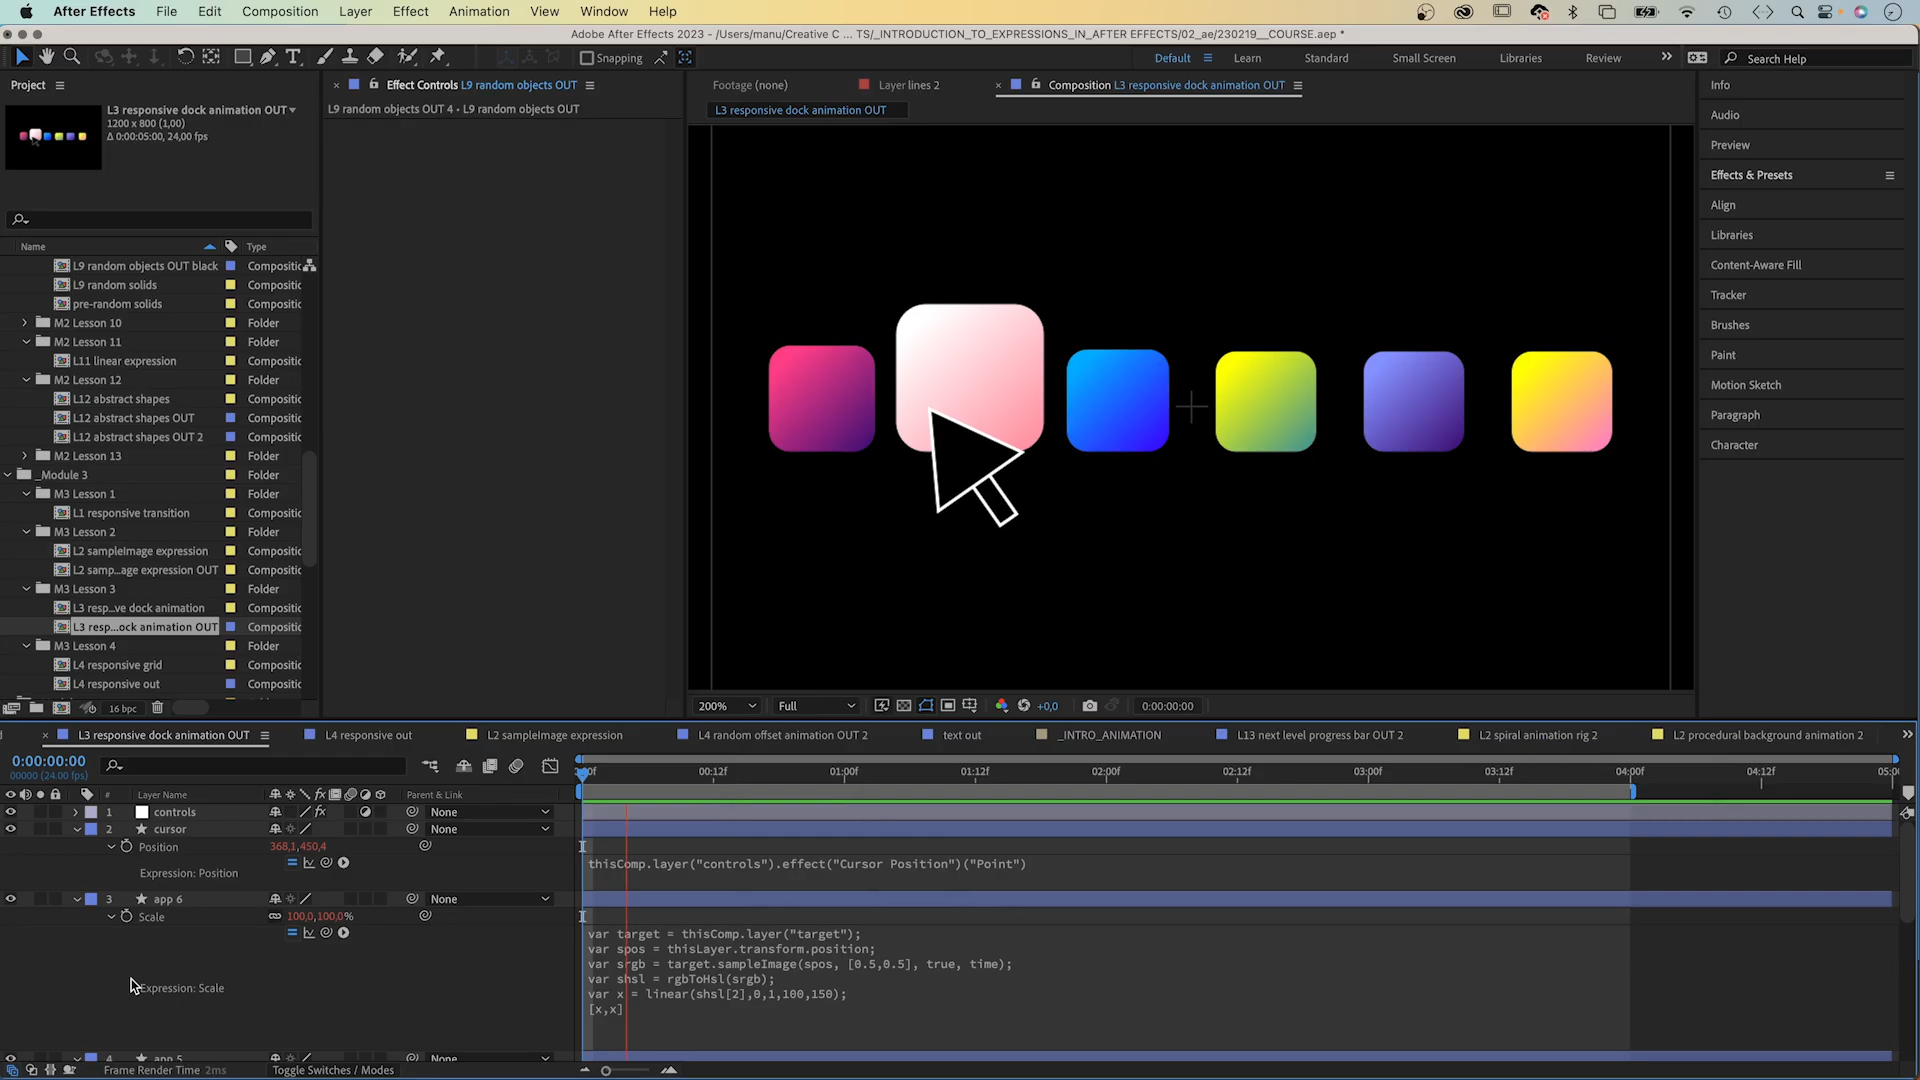 After Effects File Edit Composition Layer Effect Animation View Window Help
Adobe After Effects 2023 - /Users/manu/Creative C ... TS/_INTRODUCTION_TO_EXPRESSIONS_IN_AFTER EFFECTS/02_ae/230219__COURSE.aep *
Snapping
Default Learn Standard Small Screen Libraries Review Search Help
Project
Effect Controls L9 random objects OUT
Footage (none) Layer lines 2 Composition L3 responsive dock animation OUT
L3 responsive dock animation OUT
1200 x 800 (1,00)
Δ 0:00:05:00, 24,00 fps
L9 random objects OUT 4 • L9 random objects OUT
L3 responsive dock animation OUT
Info
Audio
Preview
Effects & Presets
Align
Libraries
Content-Aware Fill
Tracker
Brushes
Paint
Motion Sketch
Paragraph
Character
Name Type
L9 random objects OUT black Compositic
L9 random solids Compositic
pre-random solids Compositic
M2 Lesson 10 Folder
M2 Lesson 11 Folder
L11 linear expression Compositic
M2 Lesson 12 Folder
L12 abstract shapes Compositic
L12 abstract shapes OUT Compositic
L12 abstract shapes OUT 2 Compositic
M2 Lesson 13 Folder
_Module 3 Folder
M3 Lesson 1 Folder
L1 responsive transition Compositic
M3 Lesson 2 Folder
L2 sampleImage expression Compositic
L2 samp...age expression OUT Compositic
M3 Lesson 3 Folder
L3 resp...ve dock animation Compositic
L3 resp...ock animation OUT Compositic
M3 Lesson 4 Folder
L4 responsive grid Compositic
L4 responsive out Compositic
16 bpc
200% Full +0,0 0:00:00:00
L3 responsive dock animation OUT L4 responsive out L2 sampleImage expression L4 random offset animation OUT 2 text out _INTRO_ANIMATION L13 next level progress bar OUT 2 L2 spiral animation rig 2 L2 procedural background animation 2
0:00:00:00
00000 (24.00 fps)
00:12f 01:00f 01:12f 02:00f 02:12f 03:00f 03:12f 04:00f 04:12f
# Layer Name Parent & Link
1 controls None
2 cursor None
Position 368,1,450,4
thisComp.layer("controls").effect("Cursor Position")("Point")
Expression: Position
3 app 6 None
Scale 100,0,100,0%
var target = thisComp.layer("target");
var spos = thisLayer.transform.position;
var srgb = target.sampleImage(spos, [0.5,0.5], true, time);
var shsl = rgbToHsl(srgb);
var x = linear(shsl[2],0,1,100,150);
[x,x]
Expression: Scale
4 app 5 None
Frame Render Time 2ms Toggle Switches / Modes